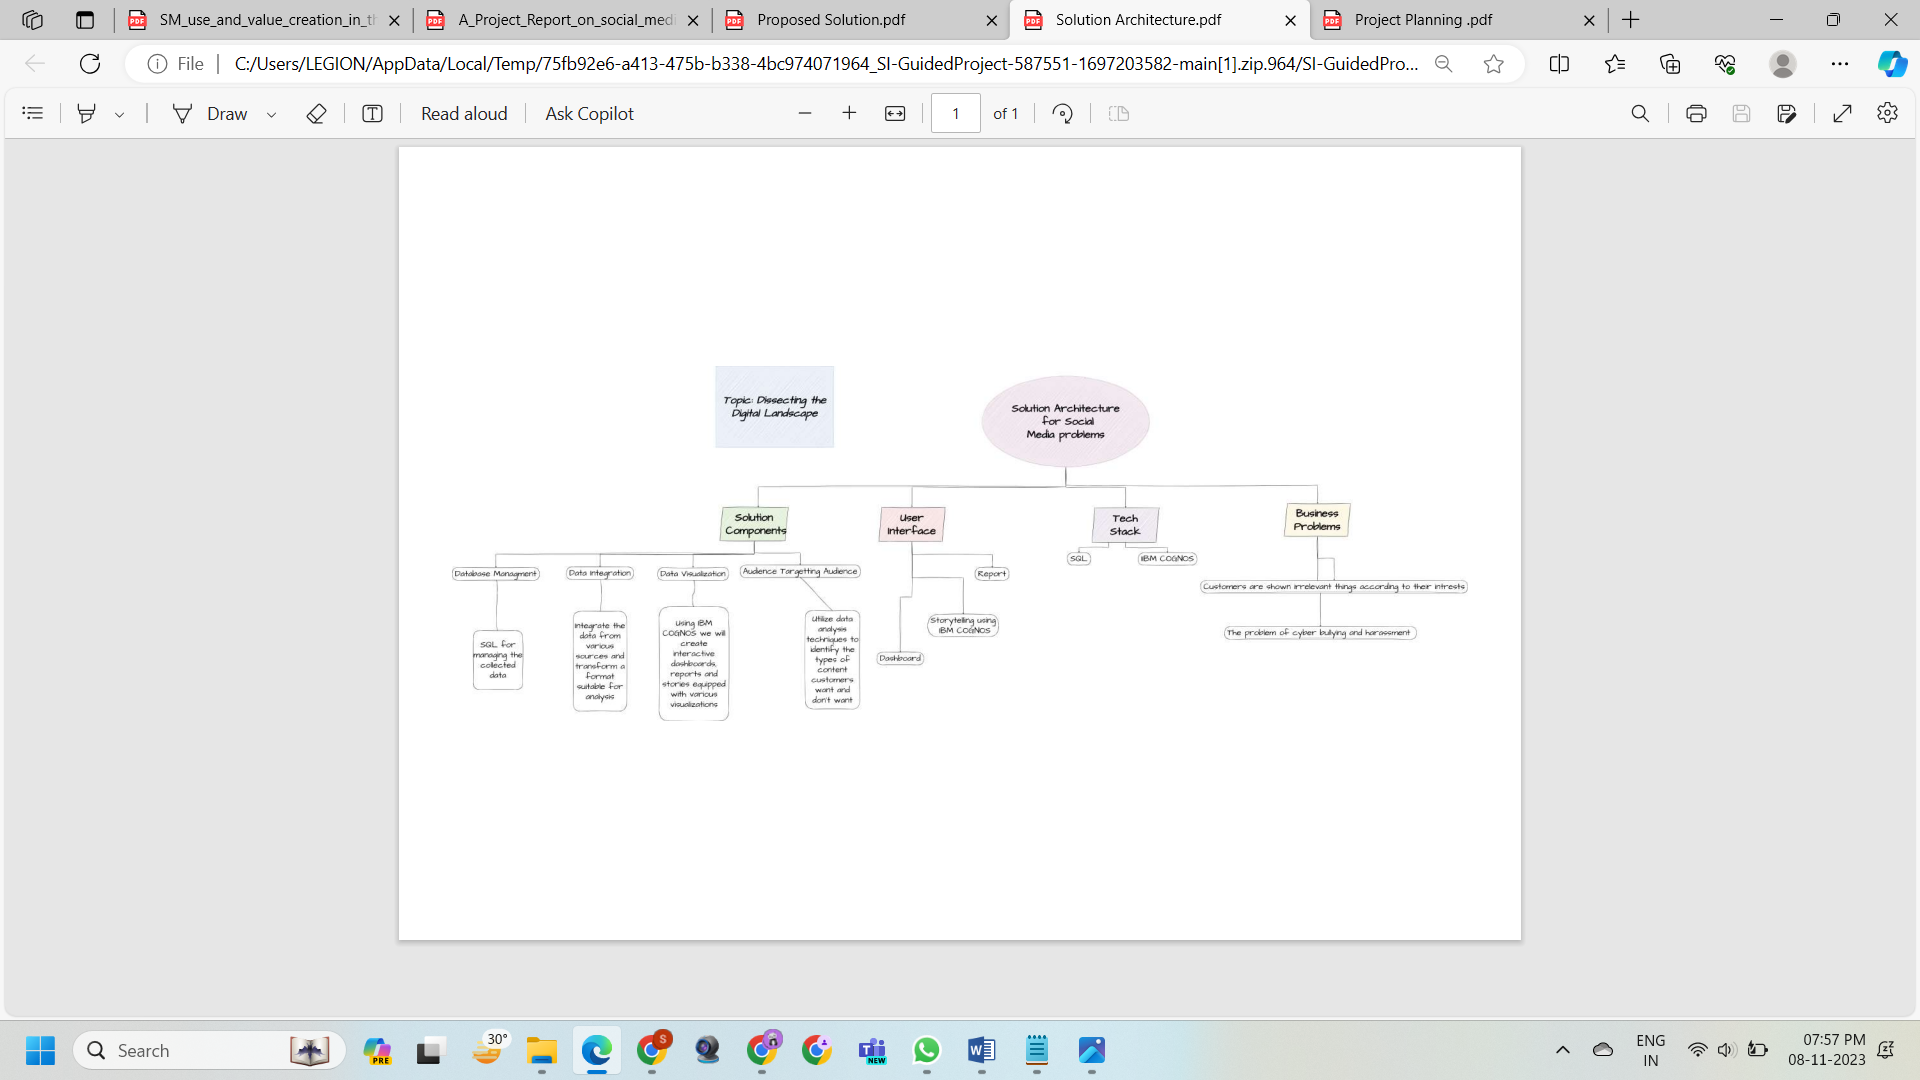 SM_use_and_value_creation_in_th
A_Project_Report_on_social_medi
Proposed Solution.pdf
Solution Architecture.pdf
Project Planning .pdf
File
C:/Users/LEGION/AppData/Local/Temp/75fb92e6-a413-475b-b338-4bc974071964_SI-GuidedProject-587551-1697203582-main[1].zip.964/SI-GuidedPro...
Draw
Read aloud
Ask Copilot
1
of 1
Topic: Dissecting the
Digital Landscape
Solution Architecture
for Social
Media problems
Solution
Components
User
Interface
Tech
Stack
Business
Problems
Database Managment
Data Integration
Data Visualization
Audience Targetting Audience
Report
SQL
IBM COGNOS
Customers are shown irrelevant things according to their intrests
SQL for
managing the
collected
data
Integrate the
data from
various
sources and
transform a
format
suitable for
analysis
Using IBM
COGNOS we will
create
interactive
dashboards,
reports and
stories equipped
with various
visualizations
Utilize data
analysis
techniques to
identify the
types of
content
customers
want and
don't want
Storytelling using
IBM COGNOS
Dashboard
The problem of cyber bullying and harassment
Search
PRE
30°
S
NEW
ENG
IN
07:57 PM
08-11-2023